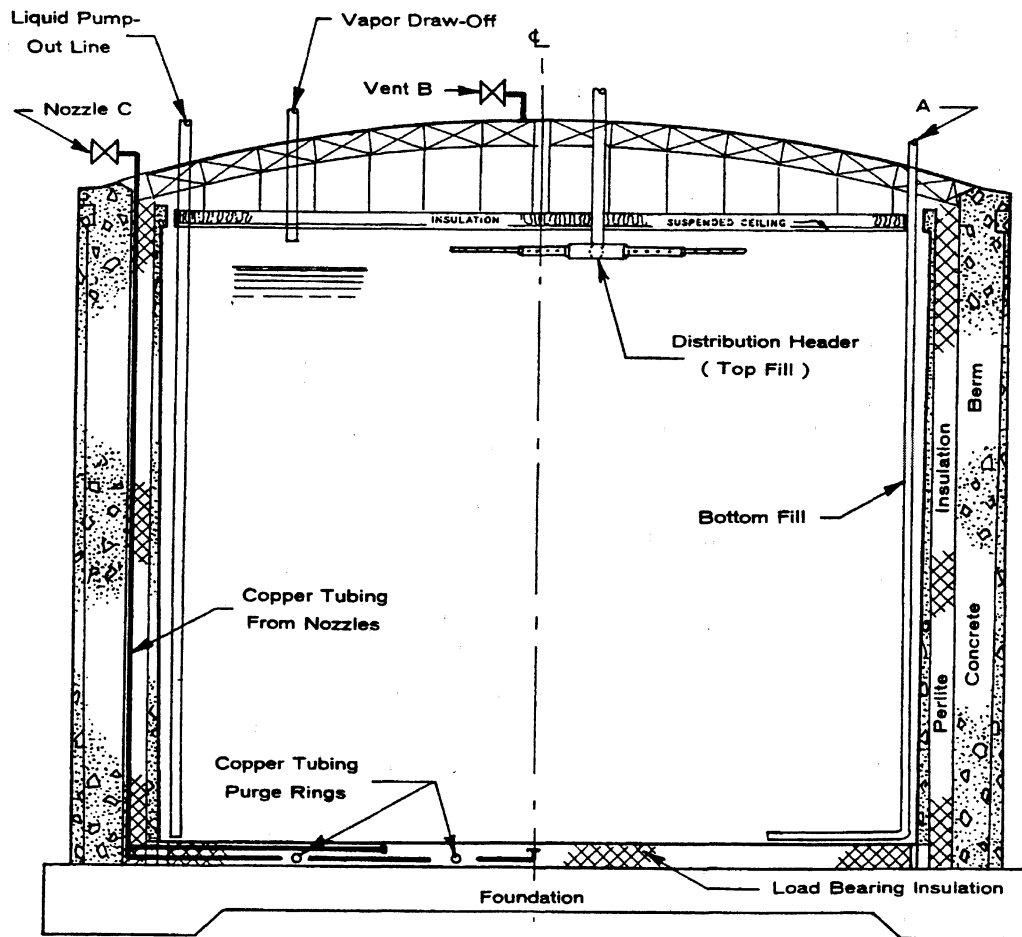 Liquid Pump-
Out Line
Vapor Draw-Off
℄
Nozzle C
Vent B
A
INSULATION
SUSPENDED CEILING
Distribution Header
( Top Fill )
Berm
Insulation
Bottom Fill
Copper Tubing
From Nozzles
Concrete
Perlite
Copper Tubing
Purge Rings
Load Bearing Insulation
Foundation